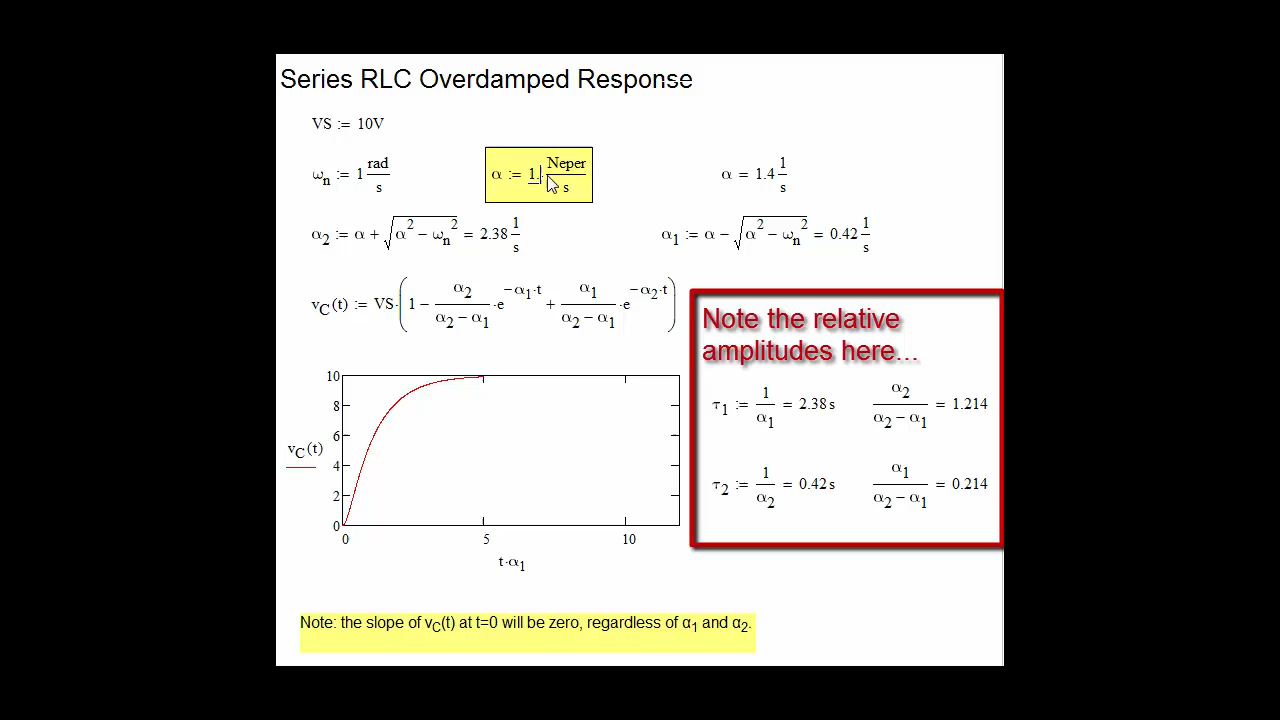 Series RLC Overdamped Response
VS := 10V
ωn := 1 rad/s
α := 1. Neper/s
α = 1.4 1/s
α2 := α + √(α² − ωn²) = 2.38 1/s
α1 := α − √(α² − ωn²) = 0.42 1/s
vC(t) := VS·(1 − α2/(α2 − α1)·e^(−α1·t) + α1/(α2 − α1)·e^(−α2·t))
Note the relative
amplitudes here...
τ1 := 1/α1 = 2.38 s
α2/(α2 − α1) = 1.214
τ2 := 1/α2 = 0.42 s
α1/(α2 − α1) = 0.214
10
8
6
vC(t)
4
2
0
0 5 10
t·α1
Note: the slope of vC(t) at t=0 will be zero, regardless of α1 and α2.